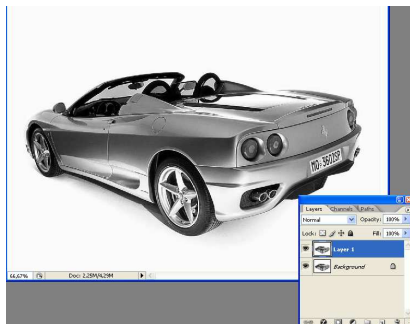 MO·360ISP
66,67%
Doc: 2,25M/4,29M
Layers Channels Paths
Normal Opacity: 100%
Lock: Fill: 100%
Layer 1
Background